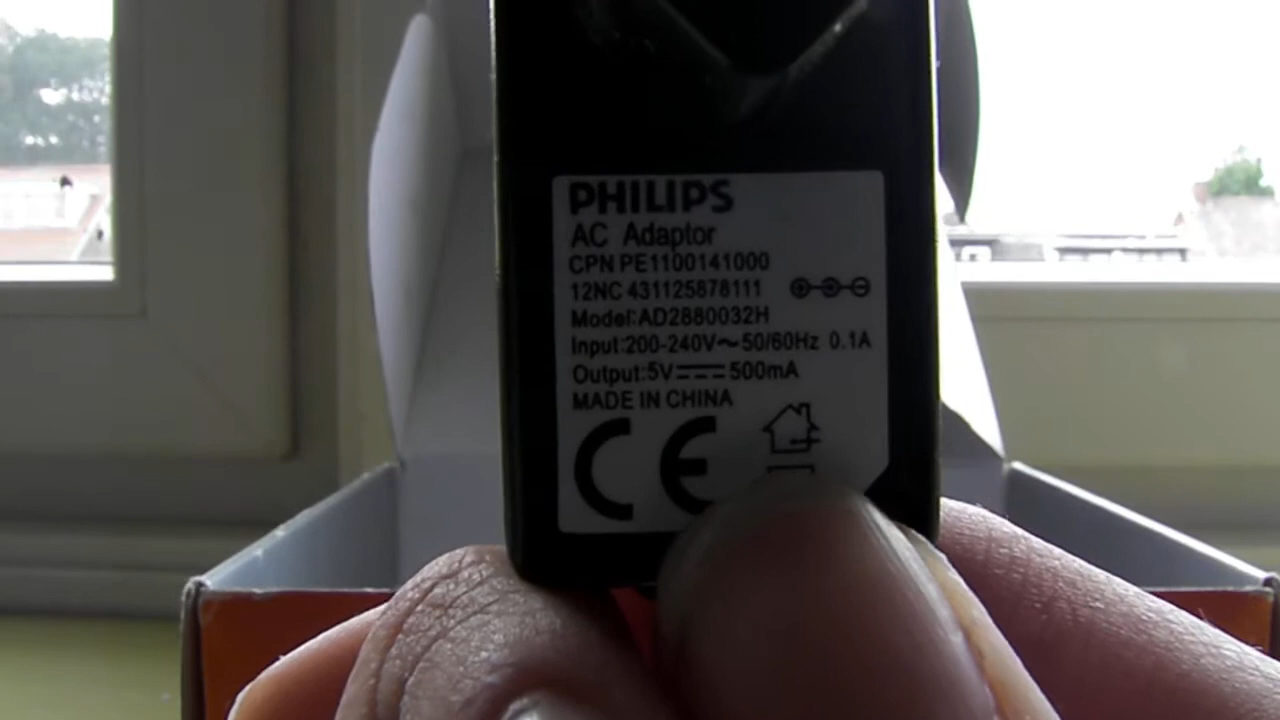 PHILIPS
AC Adaptor
CPN PE1100141000
12NC 431125878111
Model:AD2880032H
Input:200-240V~50/60Hz 0.1A
Output:5V⎓500mA
MADE IN CHINA
CE